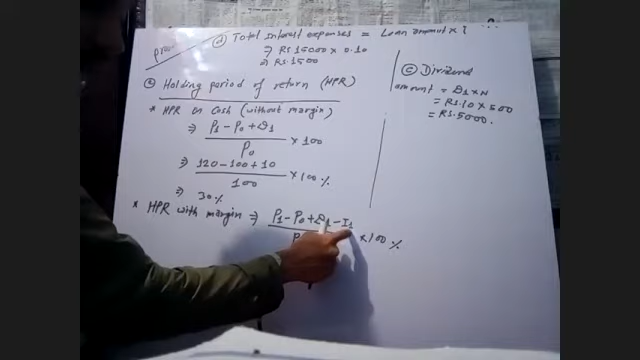 proof
(d) Total interest expenses = Loan amount × I
⇒ RS.15000 × 0.10
⇒ RS.1500
Holding period of return (HPR)
* HPR on Cash (without margin)
⇒ P1 - P0 + D1 / P0 × 100
⇒ 120 - 100 + 10 / 100 × 100 %
⇒ 30%
* HPR with margin ⇒ P1 - P0 + D1 - I1 / P × 100 %
(c) Dividend
amount = D1 × N
= RS.10 × 500
= RS.5000.